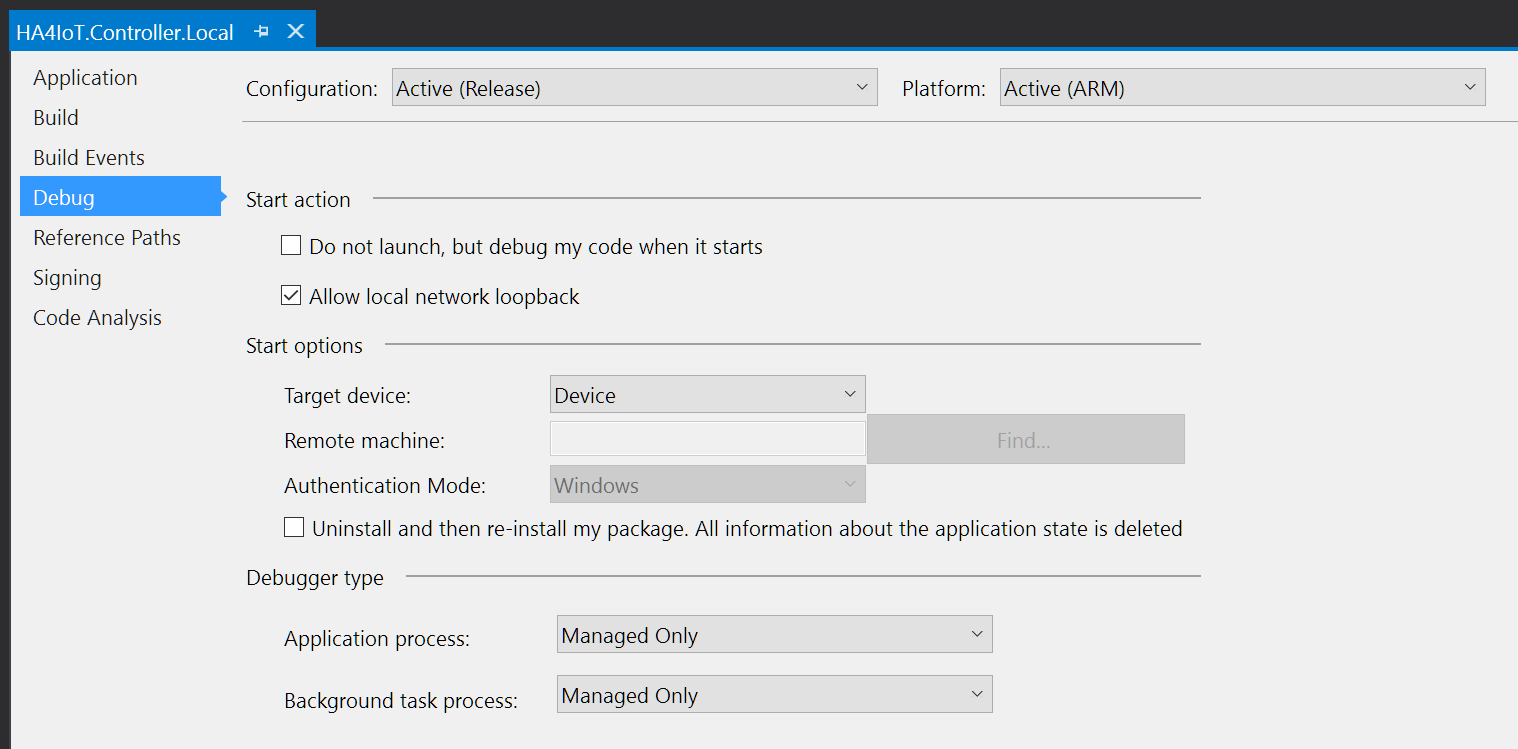 HA4IoT.Controller.Local
Application
Build
Build Events
Debug
Reference Paths
Signing
Code Analysis
Configuration: Active (Release) Platform: Active (ARM)
Start action
Do not launch, but debug my code when it starts
Allow local network loopback
Start options
Target device: Device
Remote machine: Find...
Authentication Mode: Windows
Uninstall and then re-install my package. All information about the application state is deleted
Debugger type
Application process: Managed Only
Background task process: Managed Only